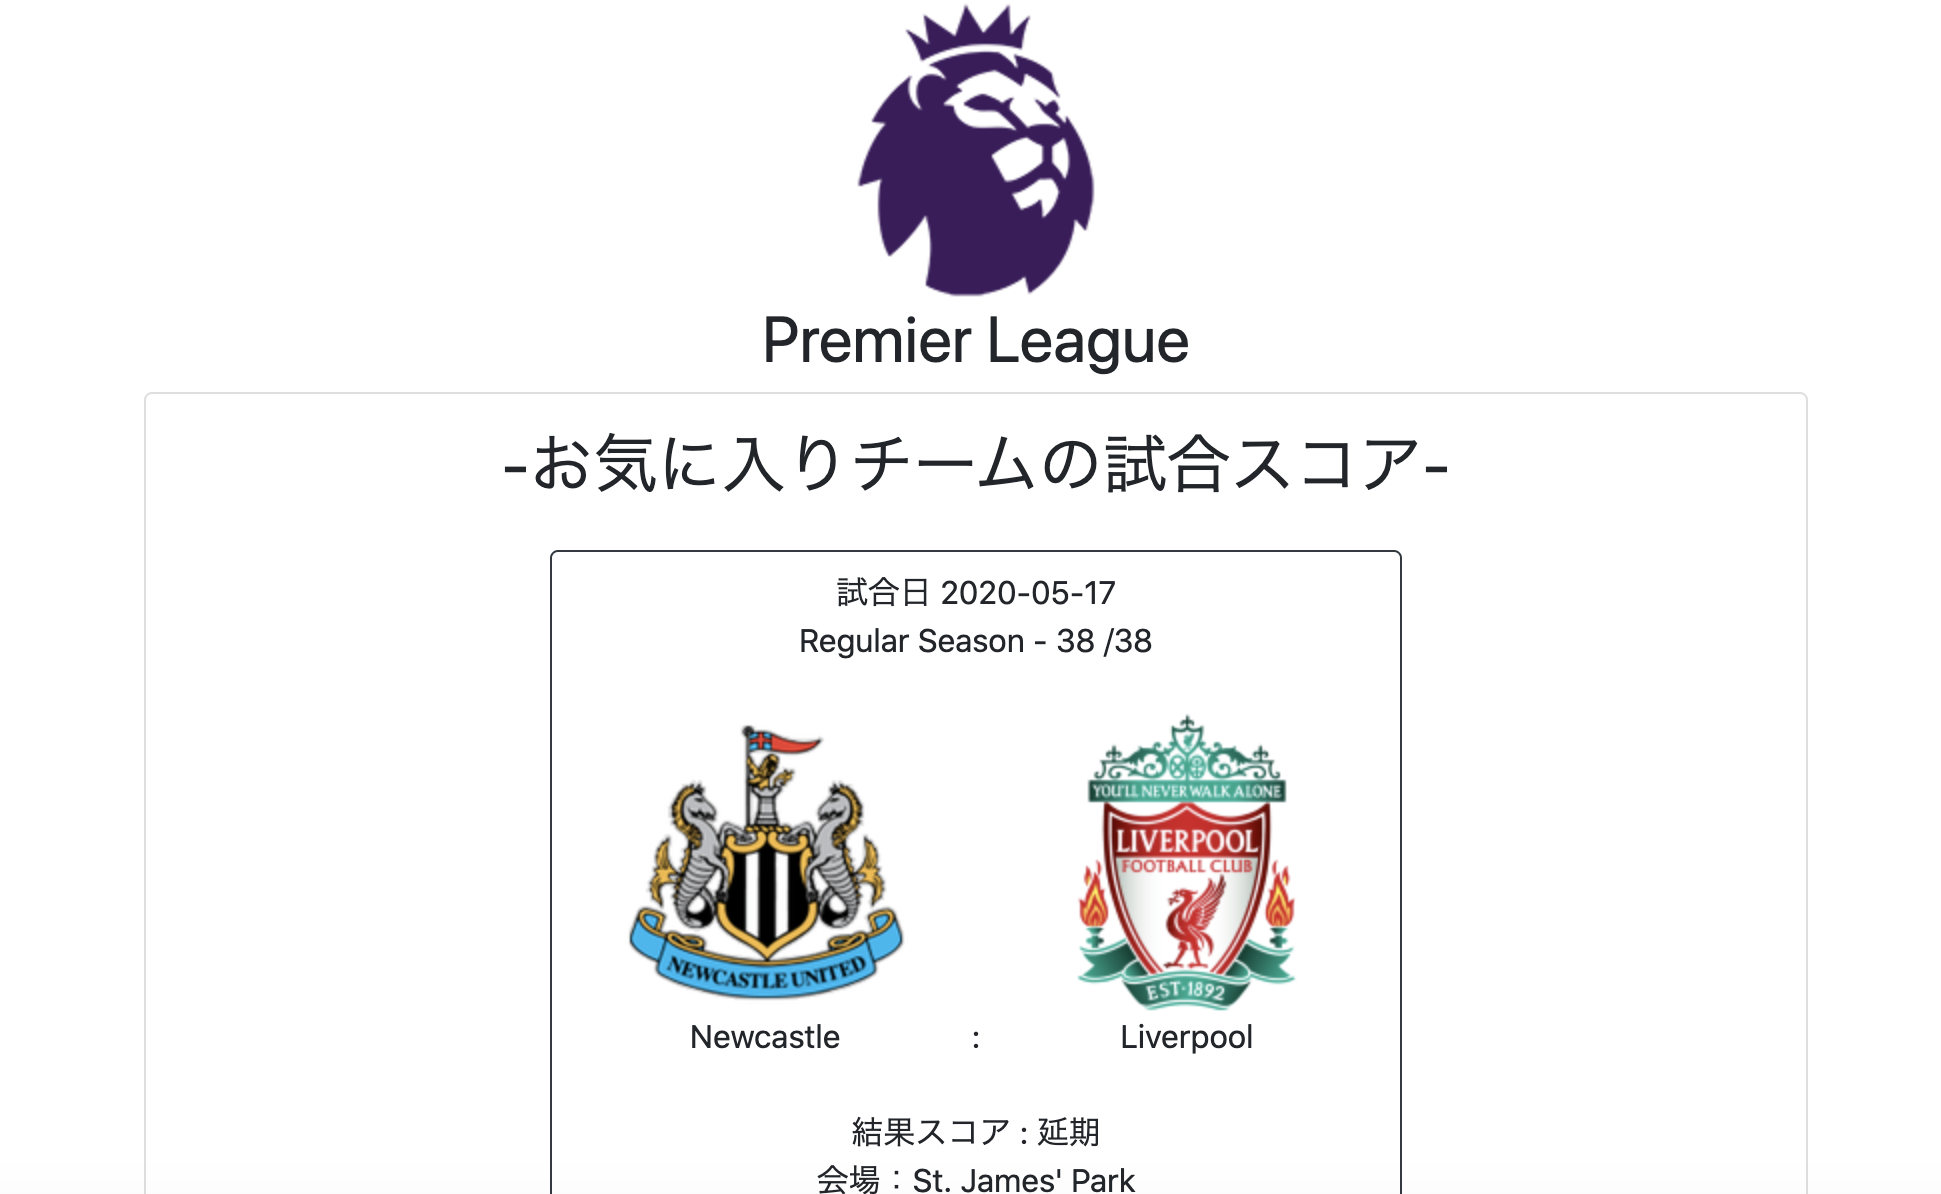 Premier League
-お気に入りチームの試合スコア-
試合日 2020-05-17
Regular Season - 38 /38
NEWCASTLE UNITED
YOU'LL NEVER WALK ALONE
LIVERPOOL
FOOTBALL CLUB
EST·1892
Newcastle : Liverpool
結果スコア : 延期
会場：St. James' Park